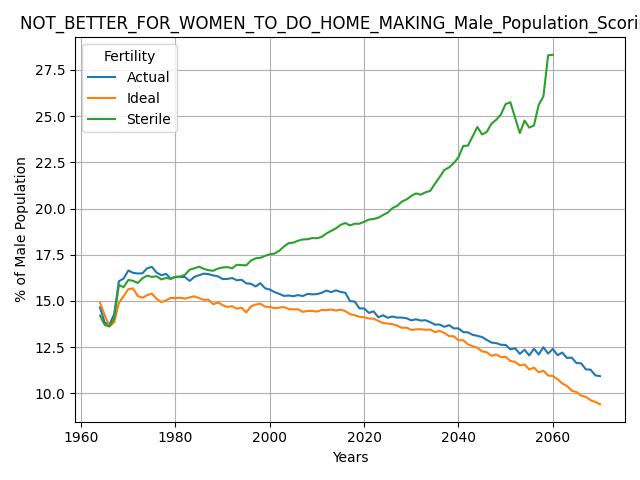 NOT_BETTER_FOR_WOMEN_TO_DO_HOME_MAKING_Male_Population_Scori
Fertility
Actual
Ideal
Sterile
% of Male Population
27.5
25.0
22.5
20.0
17.5
15.0
12.5
10.0
1960 1980 2000 2020 2040 2060
Years